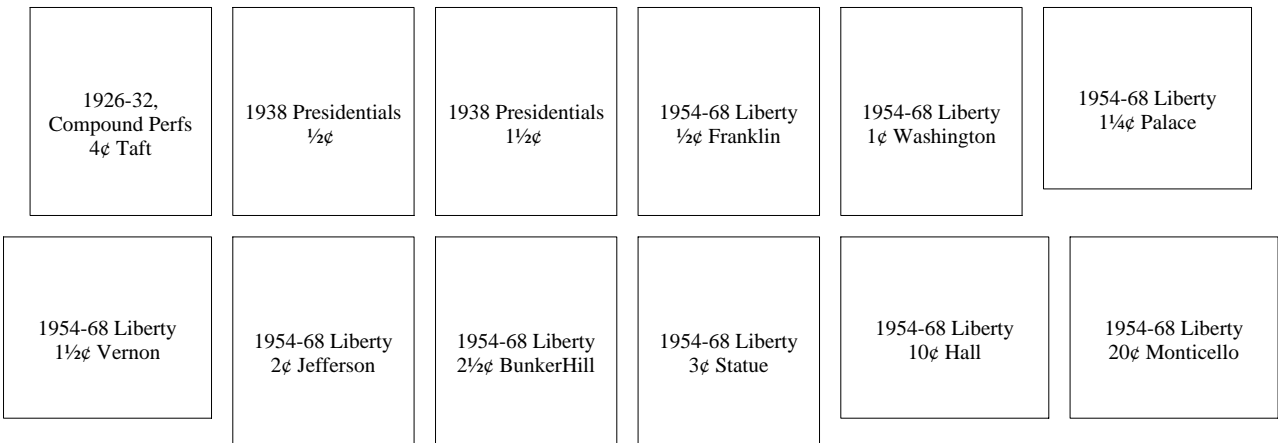 1926-32,
Compound Perfs
4¢ Taft
1938 Presidentials
½¢
1938 Presidentials
1½¢
1954-68 Liberty
½¢ Franklin
1954-68 Liberty
1¢ Washington
1954-68 Liberty
1¼¢ Palace
1954-68 Liberty
1½¢ Vernon
1954-68 Liberty
2¢ Jefferson
1954-68 Liberty
2½¢ BunkerHill
1954-68 Liberty
3¢ Statue
1954-68 Liberty
10¢ Hall
1954-68 Liberty
20¢ Monticello